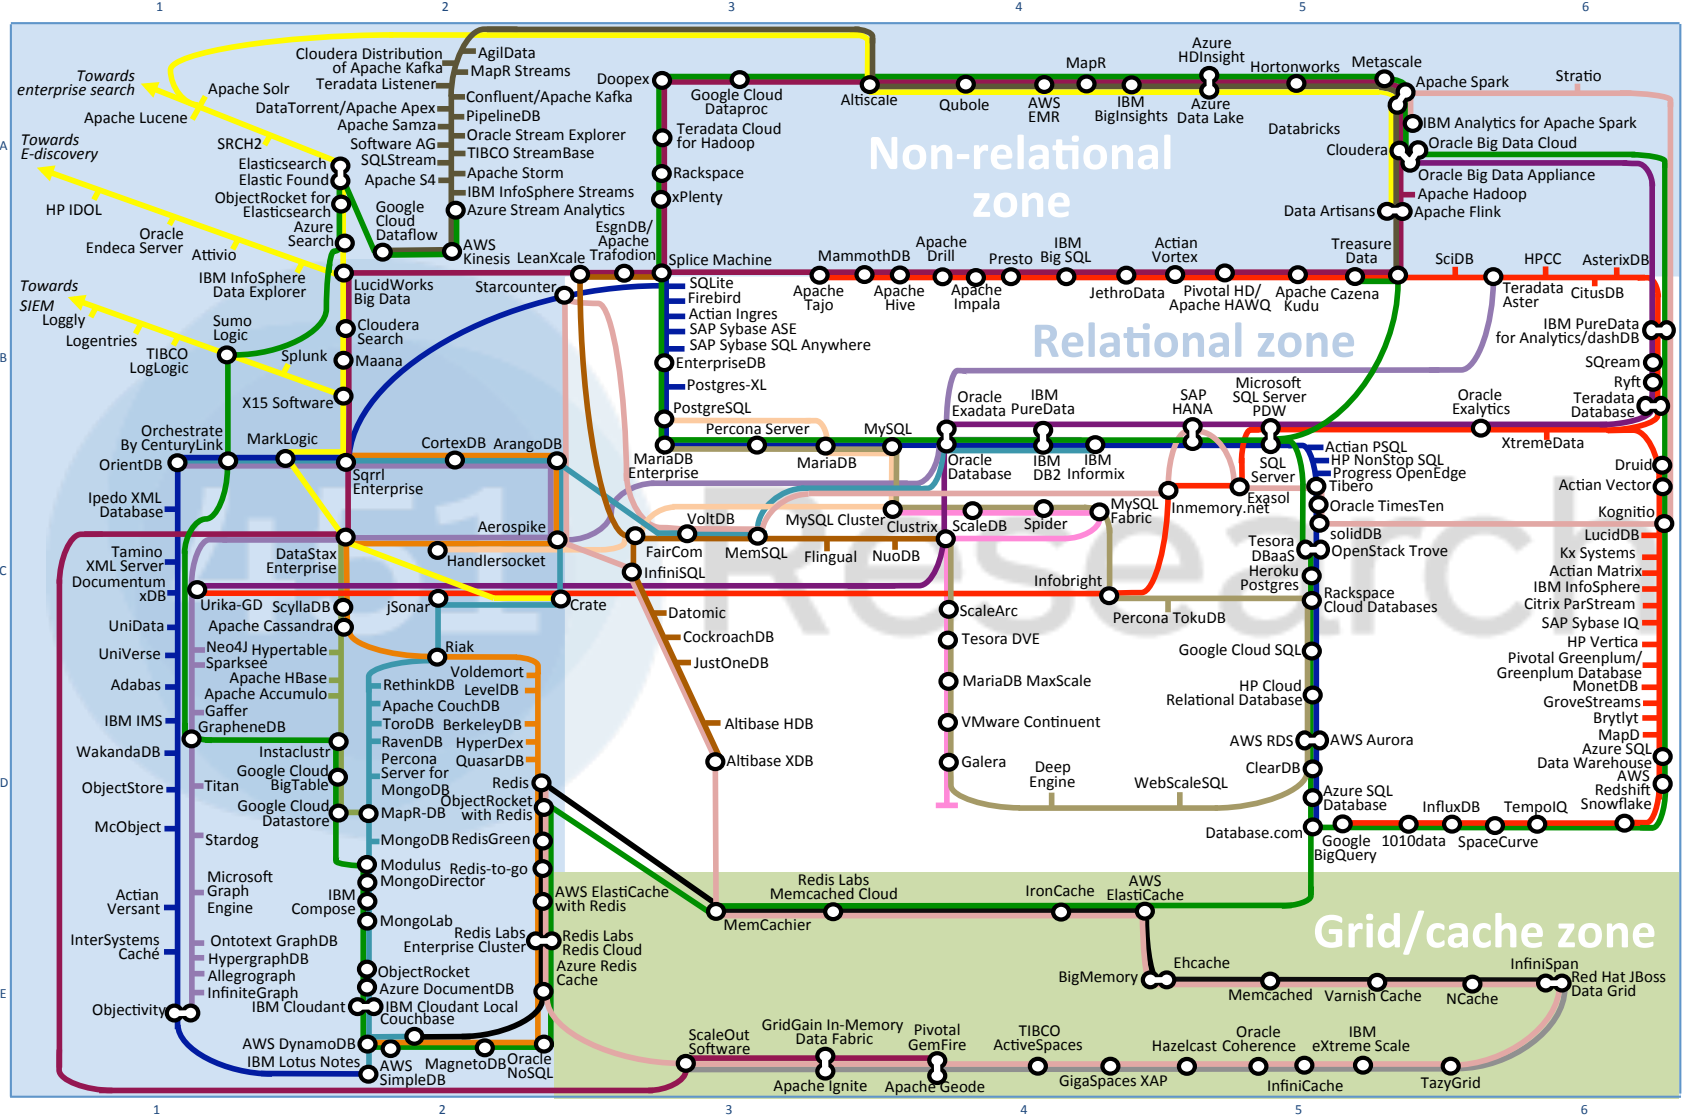 1 2 3 4 5 6
A
B
C
D
E
Non-relational
zone
Relational zone
Grid/cache zone
451 Research
Towards
enterprise search
Towards
E-discovery
Towards
SIEM
Apache Solr
Apache Lucene
SRCH2
Elasticsearch
Elastic Found
ObjectRocket for
Elasticsearch
Azure
Search
HP IDOL
Oracle
Endeca Server
Attivio
IBM InfoSphere
Data Explorer
LucidWorks
Big Data
Loggly
Logentries
TIBCO
LogLogic
Sumo
Logic
Splunk
Cloudera
Search
Maana
X15 Software
Cloudera Distribution
of Apache Kafka
Teradata Listener
DataTorrent/Apache Apex
Apache Samza
Software AG
SQLStream
Apache S4
Google
Cloud
Dataflow
AgilData
MapR Streams
Confluent/Apache Kafka
PipelineDB
Oracle Stream Explorer
TIBCO StreamBase
Apache Storm
IBM InfoSphere Streams
Azure Stream Analytics
AWS
Kinesis
LeanXcale
Starcounter
EsgnDB/
Apache
Trafodion
Doopex
Google Cloud
Dataproc
Teradata Cloud
for Hadoop
Rackspace
xPlenty
Splice Machine
Altiscale
Qubole
AWS
EMR
MapR
IBM
BigInsights
Azure
HDInsight
Azure
Data Lake
Hortonworks
Metascale
Apache Spark
Stratio
IBM Analytics for Apache Spark
Databricks
Cloudera
Oracle Big Data Cloud
Oracle Big Data Appliance
Apache Hadoop
Data Artisans
Apache Flink
Treasure
Data
SQLite
Firebird
Actian Ingres
SAP Sybase ASE
SAP Sybase SQL Anywhere
EnterpriseDB
Postgres-XL
PostgreSQL
Apache
Tajo
MammothDB
Apache
Hive
Apache
Drill
Apache
Impala
Presto
IBM
Big SQL
JethroData
Actian
Vortex
Pivotal HD/
Apache HAWQ
Apache
Kudu
Cazena
SciDB
Teradata
Aster
HPCC
CitusDB
AsterixDB
IBM PureData
for Analytics/dashDB
SQream
Ryft
Teradata
Database
Orchestrate
By CenturyLink
OrientDB
MarkLogic
Sqrrl
Enterprise
CortexDB
ArangoDB
MariaDB
Enterprise
Percona Server
MariaDB
MySQL
Oracle
Exadata
Oracle
Database
IBM
PureData
IBM
DB2
IBM
Informix
SAP
HANA
Microsoft
SQL Server
PDW
SQL
Server
Oracle
Exalytics
XtremeData
Actian PSQL
HP NonStop SQL
Progress OpenEdge
Tibero
Oracle TimesTen
solidDB
Druid
Actian Vector
Kognitio
Ipedo XML
Database
Tamino
XML Server
Documentum
xDB
UniData
UniVerse
Adabas
IBM IMS
WakandaDB
ObjectStore
McObject
Actian
Versant
InterSystems
Caché
Objectivity
Aerospike
DataStax
Enterprise
Handlersocket
Urika-GD
ScyllaDB
Apache Cassandra
jSonar
Crate
Riak
Neo4J
Sparksee
Hypertable
Apache HBase
Apache Accumulo
Gaffer
GrapheneDB
Instaclustr
Google Cloud
BigTable
Google Cloud
Datastore
Titan
Stardog
Microsoft
Graph
Engine
Ontotext GraphDB
HypergraphDB
Allegrograph
InfiniteGraph
RethinkDB
Apache CouchDB
ToroDB
RavenDB
Percona
Server for
MongoDB
MapR-DB
MongoDB
Modulus
MongoDirector
IBM
Compose
MongoLab
ObjectRocket
Azure DocumentDB
IBM Cloudant
IBM Cloudant Local
Couchbase
AWS DynamoDB
IBM Lotus Notes
AWS
SimpleDB
MagnetoDB
Oracle
NoSQL
Voldemort
LevelDB
BerkeleyDB
HyperDex
QuasarDB
Redis
ObjectRocket
with Redis
RedisGreen
Redis-to-go
AWS ElastiCache
with Redis
Redis Labs
Enterprise Cluster
Redis Labs
Redis Cloud
Azure Redis
Cache
FairCom
InfiniSQL
VoltDB
MemSQL
Flingual
NuoDB
MySQL Cluster
Clustrix
ScaleDB
Spider
MySQL
Fabric
Inmemory.net
Exasol
Infobright
Percona TokuDB
Datomic
CockroachDB
JustOneDB
Altibase HDB
Altibase XDB
ScaleArc
Tesora DVE
MariaDB MaxScale
VMware Continuent
Galera
Deep
Engine
WebScaleSQL
Tesora
DBaaS
OpenStack Trove
Heroku
Postgres
Rackspace
Cloud Databases
Google Cloud SQL
HP Cloud
Relational Database
AWS RDS
AWS Aurora
ClearDB
Azure SQL
Database
Database.com
Google
BigQuery
1010data
InfluxDB
SpaceCurve
TempoIQ
LucidDB
Kx Systems
Actian Matrix
IBM InfoSphere
Citrix ParStream
SAP Sybase IQ
HP Vertica
Pivotal Greenplum/
Greenplum Database
MonetDB
GroveStreams
Brytlyt
MapD
Azure SQL
Data Warehouse
AWS
Redshift
Snowflake
MemCachier
Redis Labs
Memcached Cloud
IronCache
AWS
ElastiCache
BigMemory
Ehcache
Memcached
Varnish Cache
NCache
InfiniSpan
Red Hat JBoss
Data Grid
ScaleOut
Software
GridGain In-Memory
Data Fabric
Apache Ignite
Pivotal
GemFire
Apache Geode
TIBCO
ActiveSpaces
GigaSpaces XAP
Hazelcast
Oracle
Coherence
InfiniCache
IBM
eXtreme Scale
TazyGrid
1 2 3 4 5 6